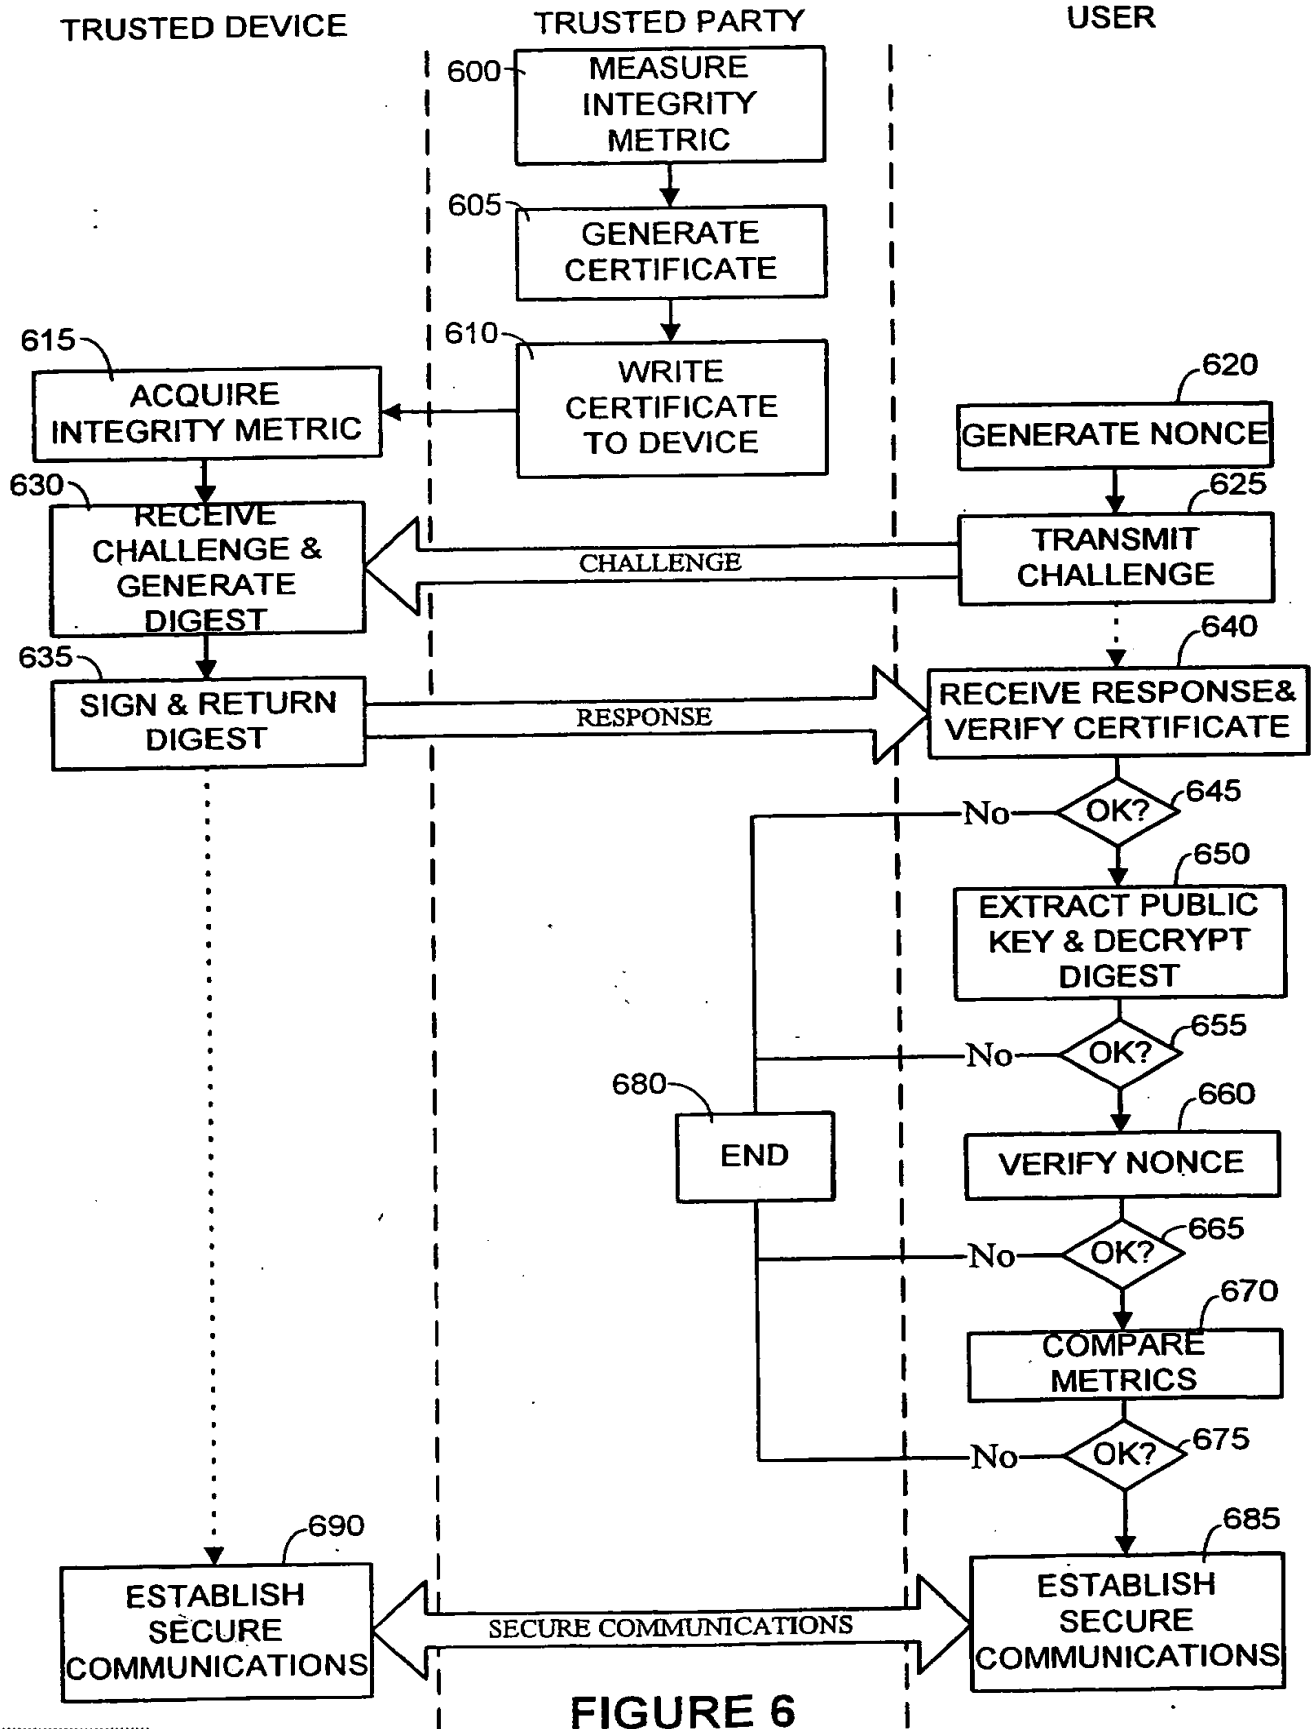 TRUSTED DEVICE
TRUSTED PARTY
USER
600
MEASURE
INTEGRITY
METRIC
605
GENERATE
CERTIFICATE
610
WRITE
CERTIFICATE
TO DEVICE
615
ACQUIRE
INTEGRITY METRIC
620
GENERATE NONCE
625
TRANSMIT
CHALLENGE
CHALLENGE
630
RECEIVE
CHALLENGE &
GENERATE
DIGEST
635
SIGN & RETURN
DIGEST
RESPONSE
640
RECEIVE RESPONSE&
VERIFY CERTIFICATE
645
OK?
No
650
EXTRACT PUBLIC
KEY & DECRYPT
DIGEST
655
OK?
No
680
END
660
VERIFY NONCE
665
OK?
No
670
COMPARE
METRICS
675
OK?
No
690
ESTABLISH
SECURE
COMMUNICATIONS
SECURE COMMUNICATIONS
685
ESTABLISH
SECURE
COMMUNICATIONS
FIGURE 6